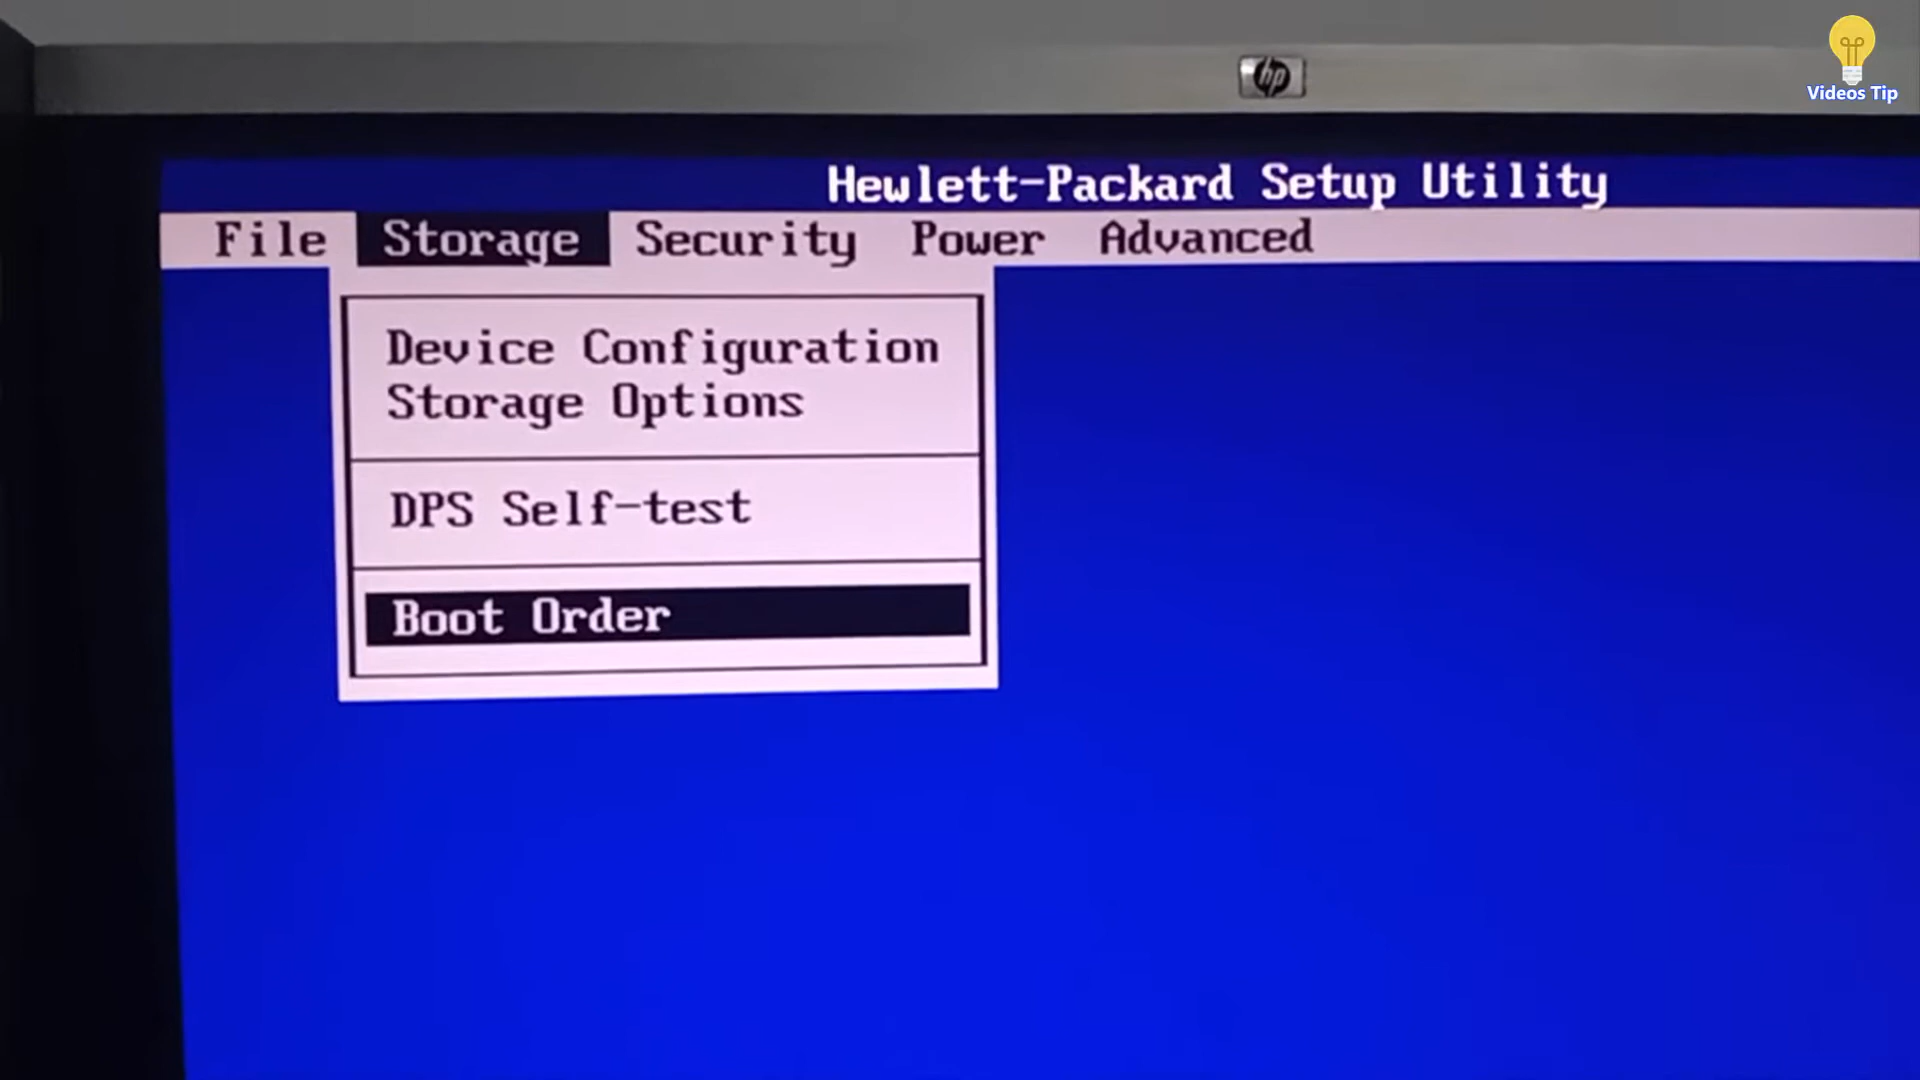 hp
Videos Tip
Hewlett-Packard Setup Utility
File Storage Security Power Advanced
Device Configuration
Storage Options
DPS Self-test
Boot Order